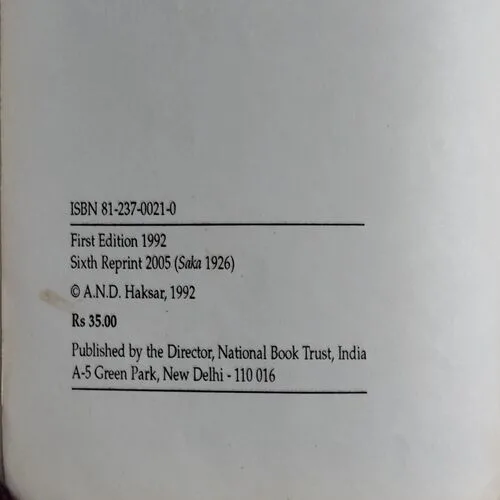 ISBN 81-237-0021-0
First Edition 1992
Sixth Reprint 2005 (Saka 1926)
© A.N.D. Haksar, 1992
Rs 35.00
Published by the Director, National Book Trust, India
A-5 Green Park, New Delhi - 110 016